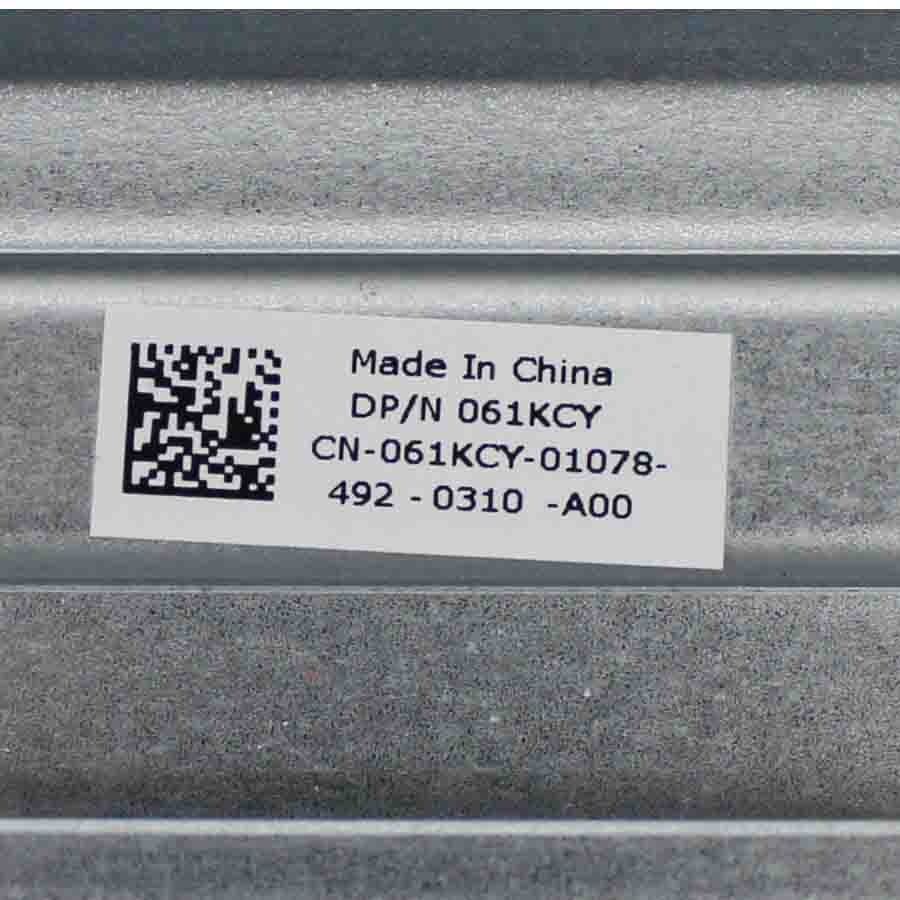 Made In China
DP/N 061KCY
CN-061KCY-01078-
492 - 0310 -A00